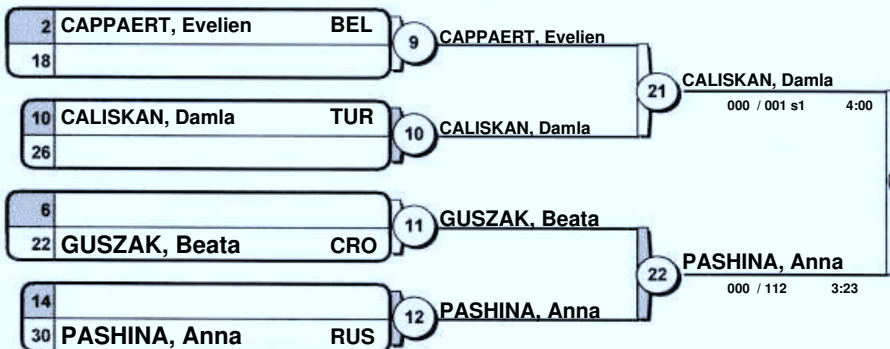 2 CAPPAERT, Evelien BEL
18
9 CAPPAERT, Evelien
10 CALISKAN, Damla TUR
26
10 CALISKAN, Damla
21 CALISKAN, Damla
000 / 001 s1 4:00
6
22 GUSZAK, Beata CRO
11 GUSZAK, Beata
14
30 PASHINA, Anna RUS
12 PASHINA, Anna
22 PASHINA, Anna
000 / 112 3:23